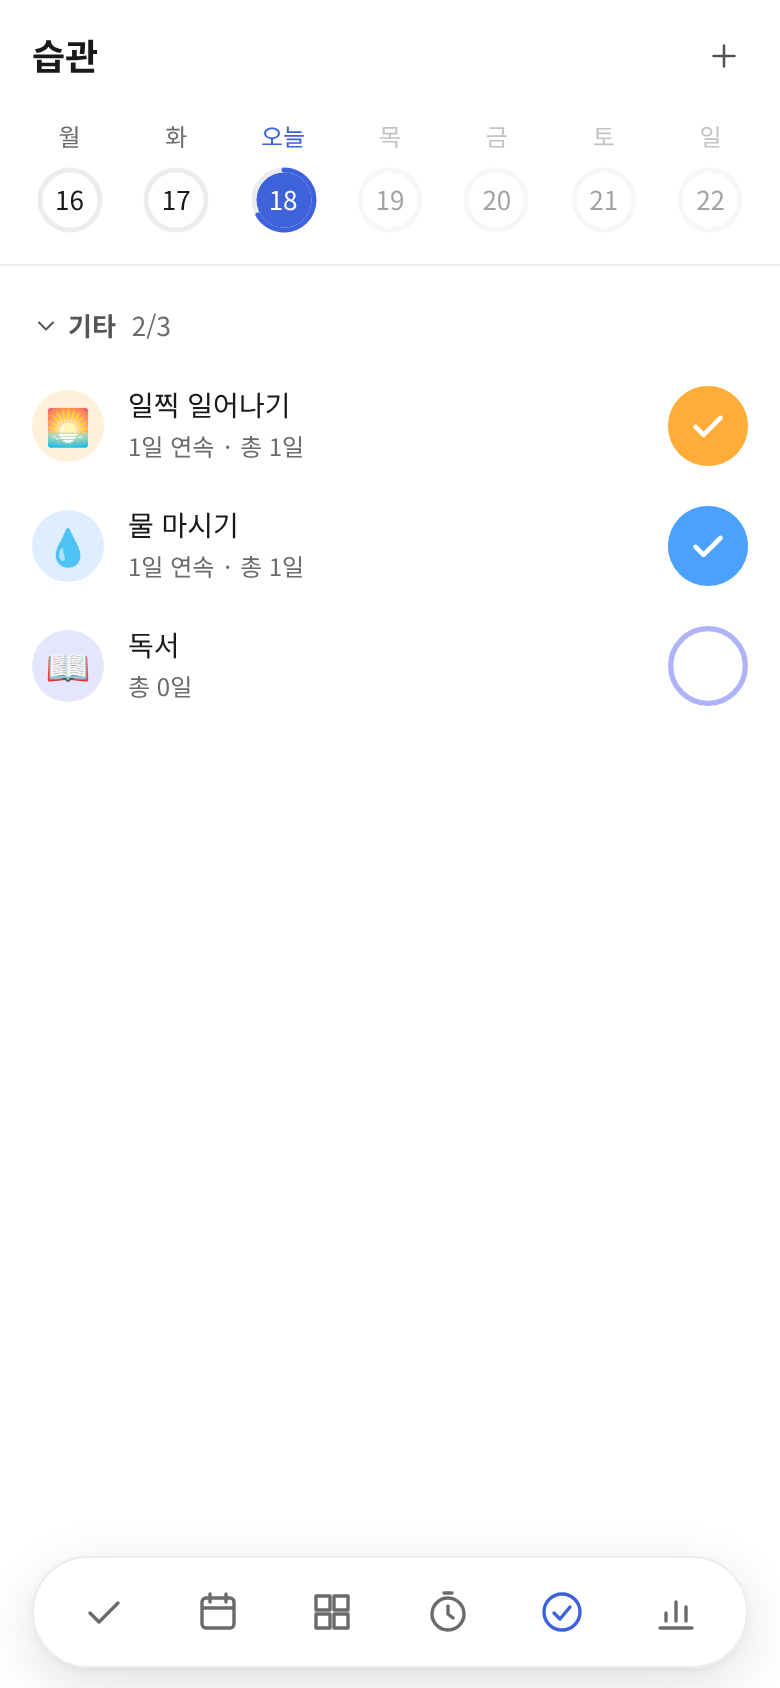 습관
월 화 오늘 목 금 토 일
16 17 18 19 20 21 22
기타 2/3
일찍 일어나기
1일 연속 · 총 1일
물 마시기
1일 연속 · 총 1일
독서
총 0일